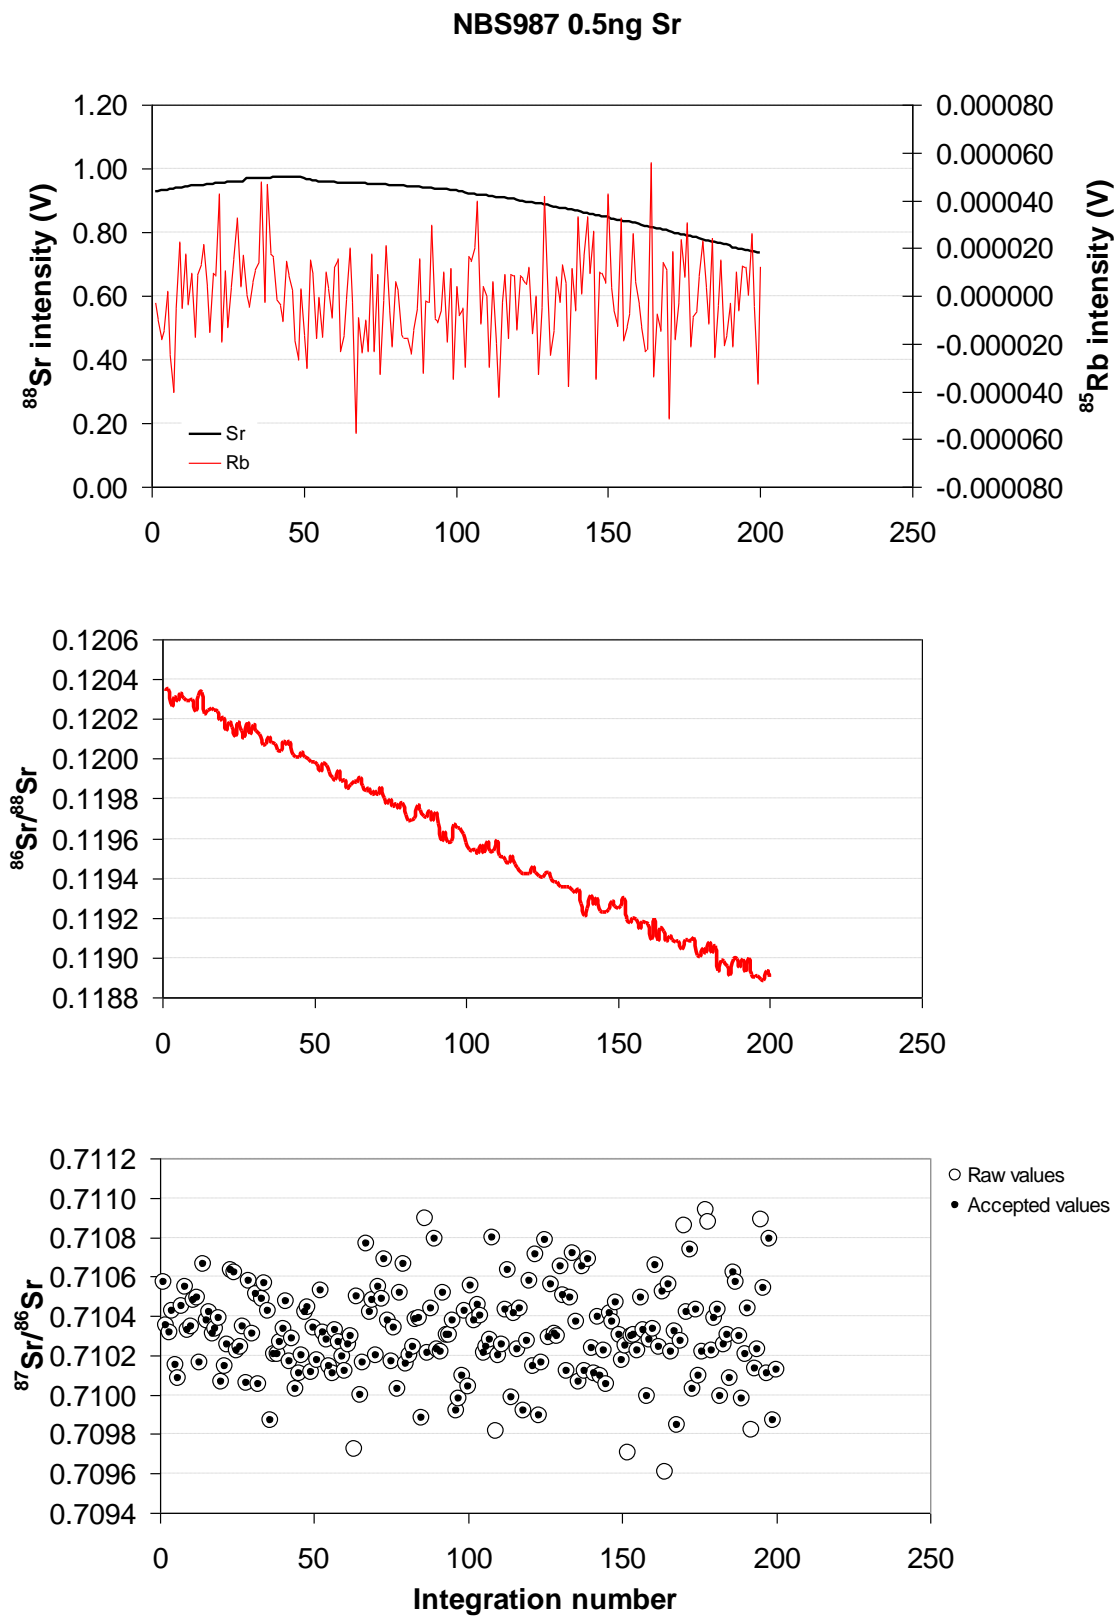 NBS987 0.5ng Sr
1.20
1.00
0.80
0.60
0.40
0.20
0.00
88Sr intensity (V)
0.000080
0.000060
0.000040
0.000020
0.000000
-0.000020
-0.000040
-0.000060
-0.000080
85Rb intensity (V)
Sr
Rb
0 50 100 150 200 250
0.1206
0.1204
0.1202
0.1200
0.1198
0.1196
0.1194
0.1192
0.1190
0.1188
86Sr/88Sr
0 50 100 150 200 250
0.7112
0.7110
0.7108
0.7106
0.7104
0.7102
0.7100
0.7098
0.7096
0.7094
87Sr/86Sr
Raw values
Accepted values
0 50 100 150 200 250
Integration number